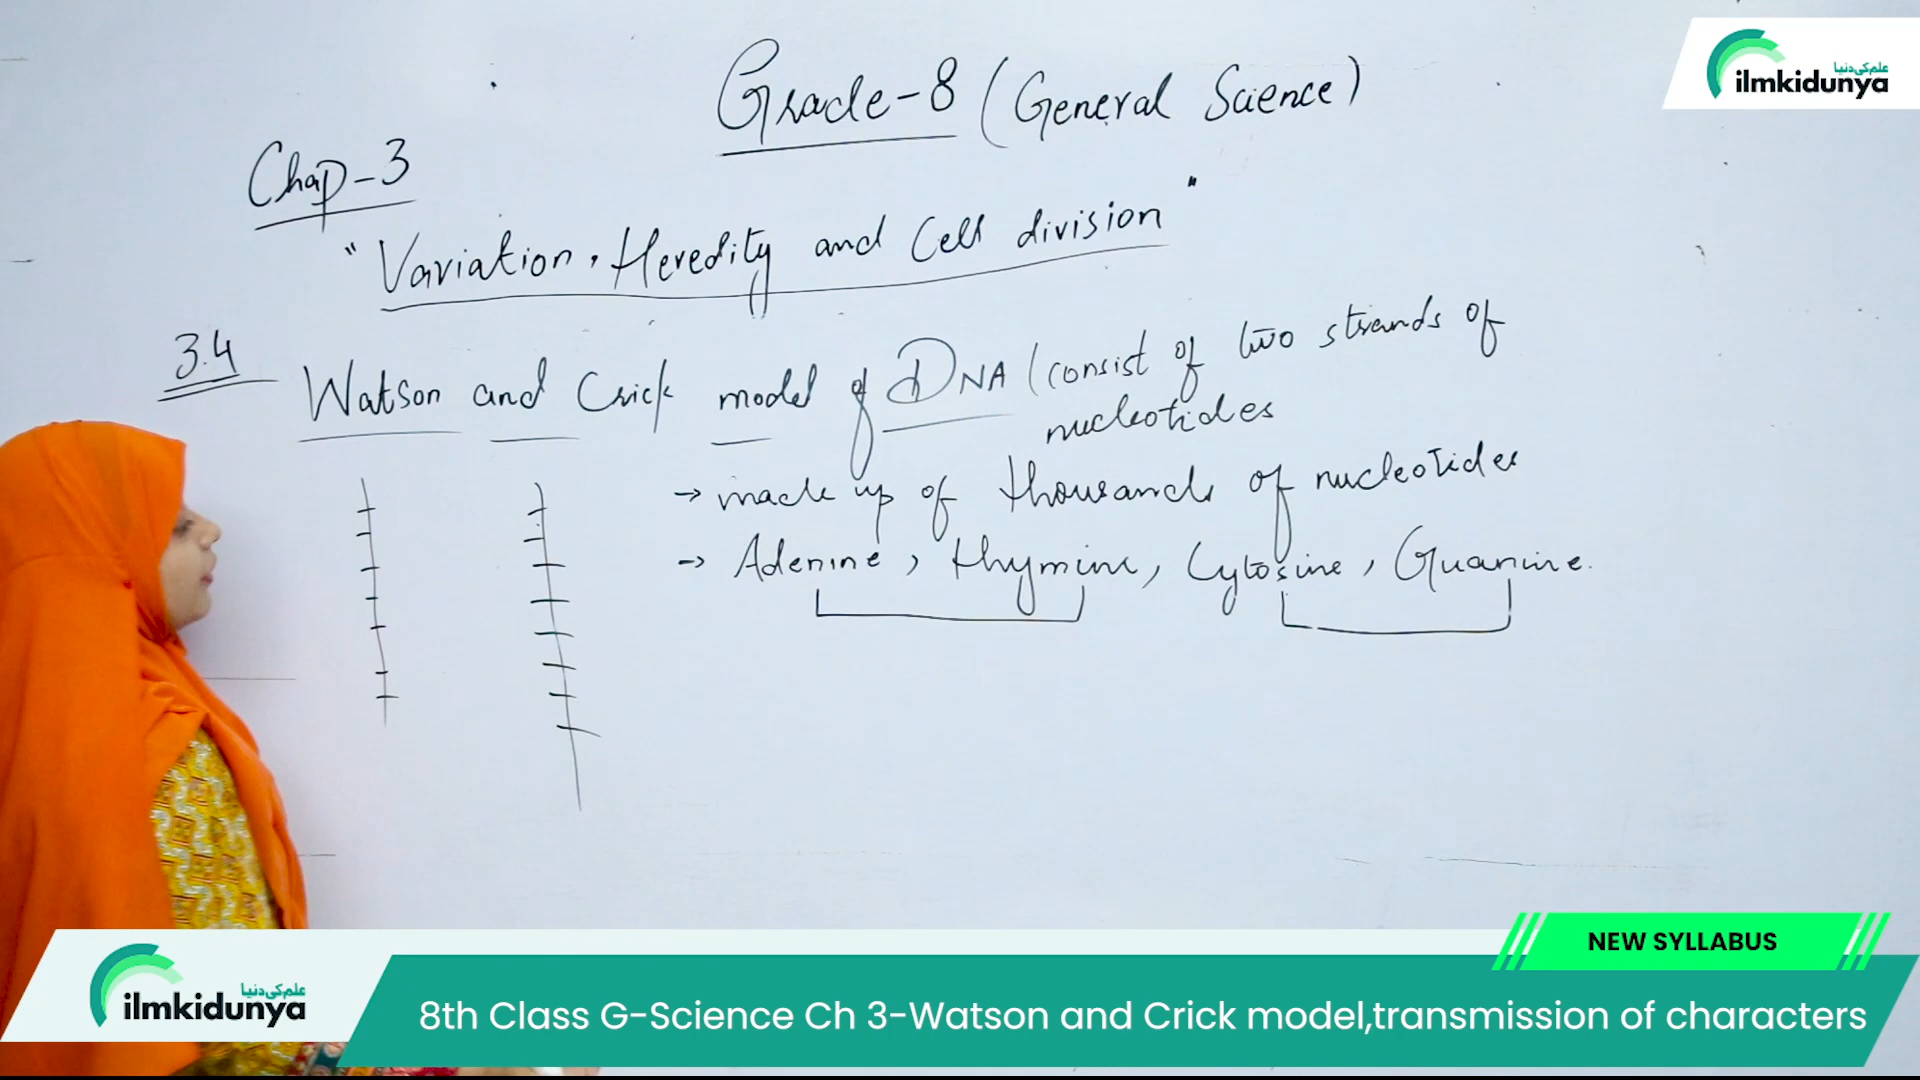 علم کی دنیا
ilmkidunya
Grade-8 (General Science)
Chap-3
"Variation, Heredity and Cell division"
3.4 Watson and Crick model of DNA (consist of two strands of
nucleotides
→ made up of thousands of nucleotides
→ Adenine, thymine, Cytosine, Guanine.
NEW SYLLABUS
علم کی دنیا
ilmkidunya
8th Class G-Science Ch 3-Watson and Crick model,transmission of characters